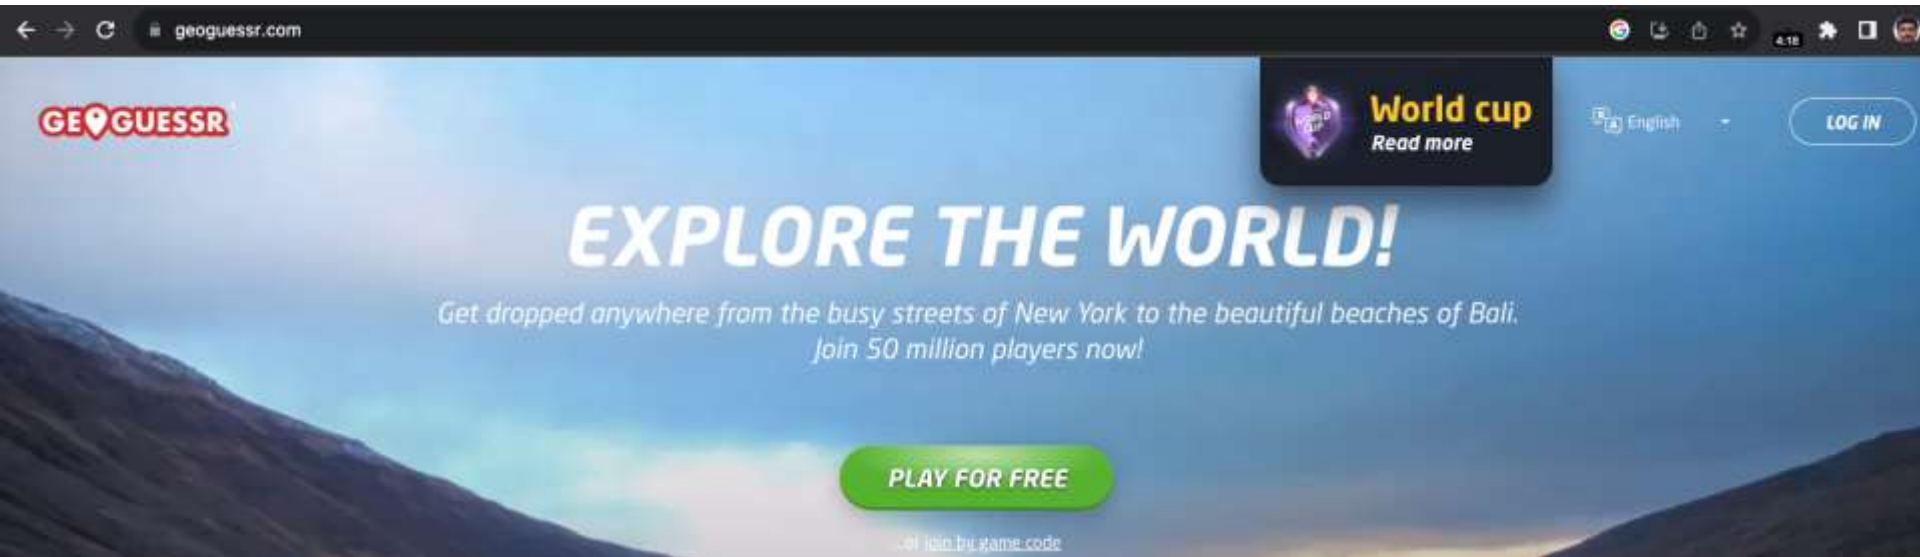 geoguessr.com
4:18
GEOGUESSR
World cup
Read more
English
LOG IN
EXPLORE THE WORLD!
Get dropped anywhere from the busy streets of New York to the beautiful beaches of Bali.
Join 50 million players now!
PLAY FOR FREE
...or join by game code